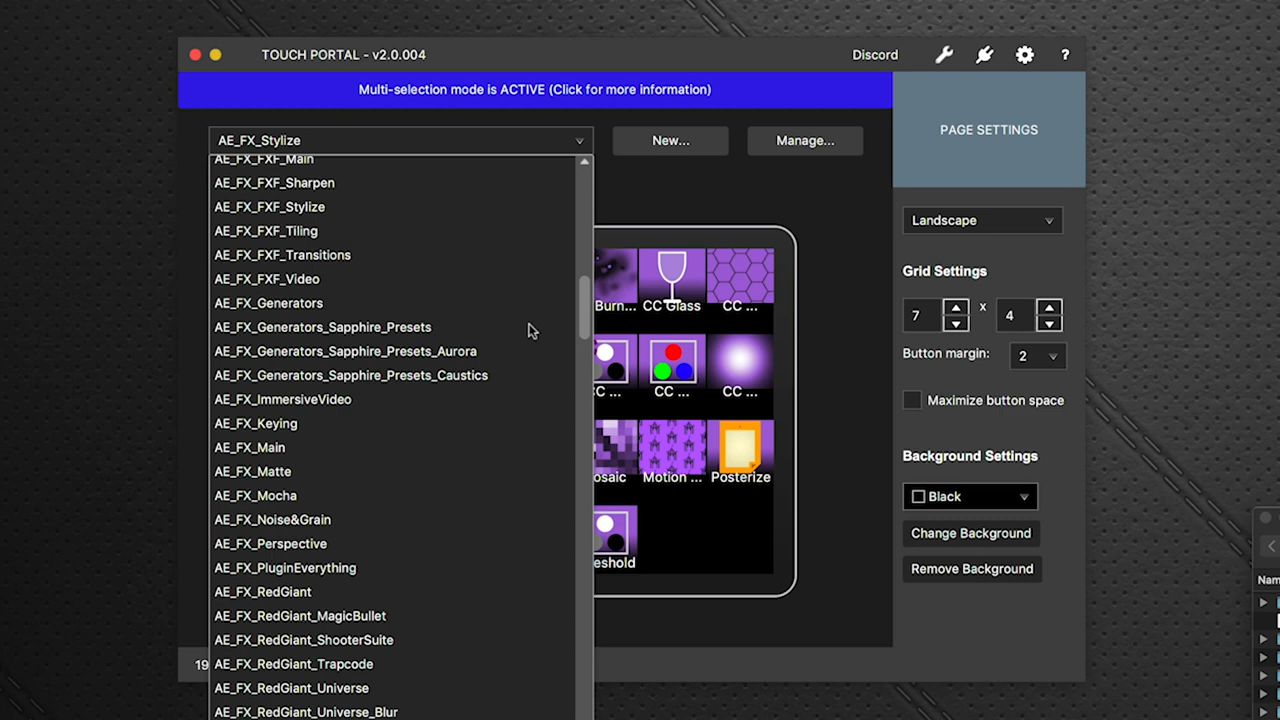 TOUCH PORTAL - v2.0.004
Discord
?
Multi-selection mode is ACTIVE (Click for more information)
AE_FX_Stylize
New...
Manage...
PAGE SETTINGS
AE_FX_FXF_Main
AE_FX_FXF_Sharpen
AE_FX_FXF_Stylize
AE_FX_FXF_Tiling
AE_FX_FXF_Transitions
AE_FX_FXF_Video
AE_FX_Generators
AE_FX_Generators_Sapphire_Presets
AE_FX_Generators_Sapphire_Presets_Aurora
AE_FX_Generators_Sapphire_Presets_Caustics
AE_FX_ImmersiveVideo
AE_FX_Keying
AE_FX_Main
AE_FX_Matte
AE_FX_Mocha
AE_FX_Noise&Grain
AE_FX_Perspective
AE_FX_PluginEverything
AE_FX_RedGiant
AE_FX_RedGiant_MagicBullet
AE_FX_RedGiant_ShooterSuite
AE_FX_RedGiant_Trapcode
AE_FX_RedGiant_Universe
AE_FX_RedGiant_Universe_Blur
Burn... CC Glass CC ...
CC ... CC ... CC ...
osaic Motion ... Posterize
eshold
19
Landscape
Grid Settings
7 x 4
Button margin: 2
Maximize button space
Background Settings
Black
Change Background
Remove Background
Nam